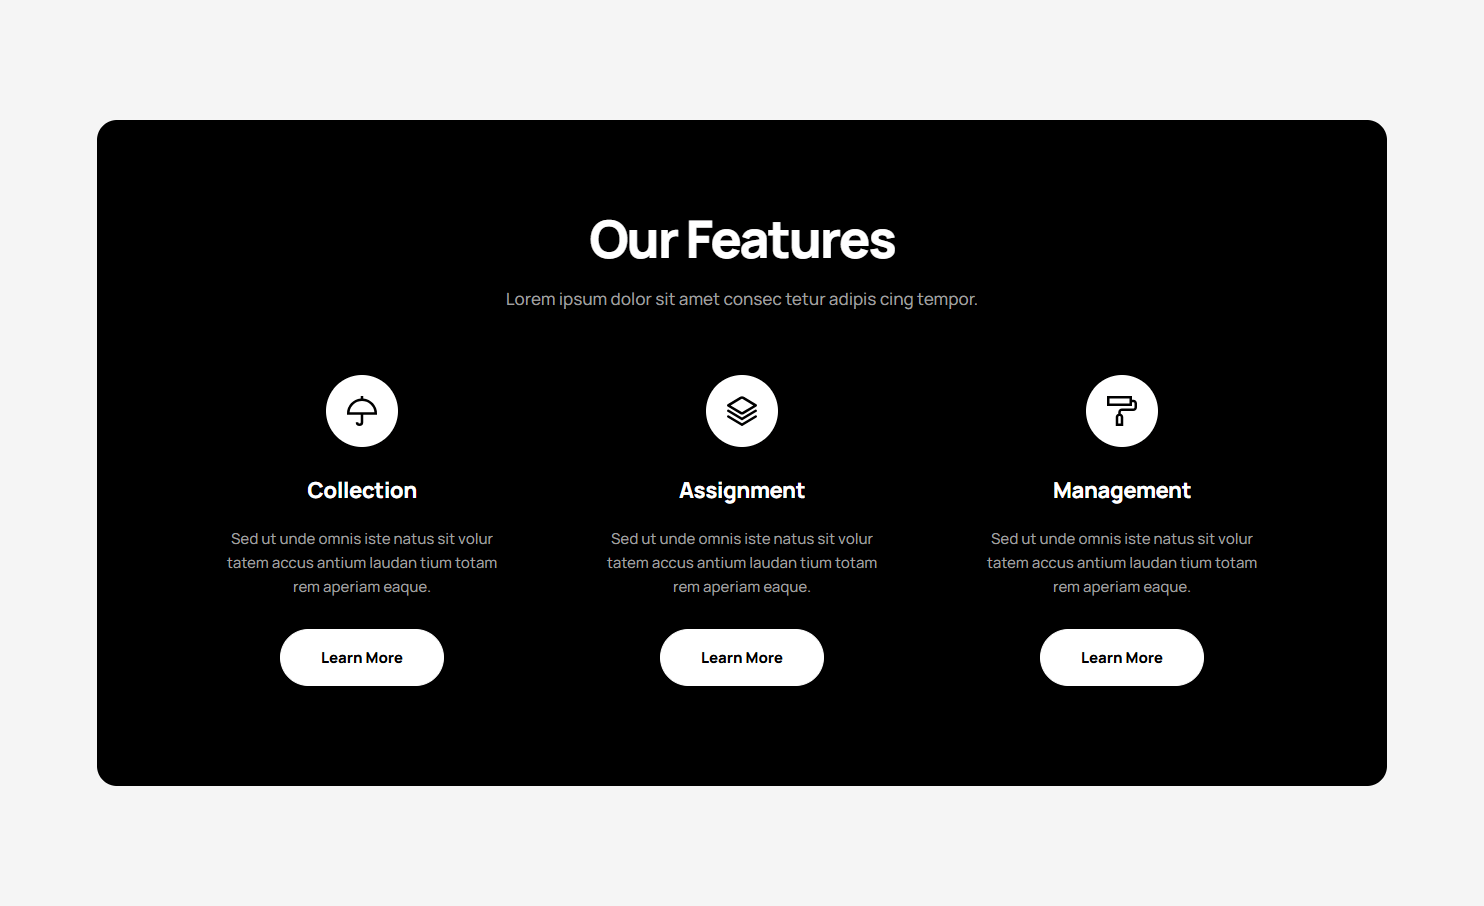 Our Features
Lorem ipsum dolor sit amet consec tetur adipis cing tempor.
Collection
Sed ut unde omnis iste natus sit volur
tatem accus antium laudan tium totam
rem aperiam eaque.
Learn More
Assignment
Sed ut unde omnis iste natus sit volur
tatem accus antium laudan tium totam
rem aperiam eaque.
Learn More
Management
Sed ut unde omnis iste natus sit volur
tatem accus antium laudan tium totam
rem aperiam eaque.
Learn More